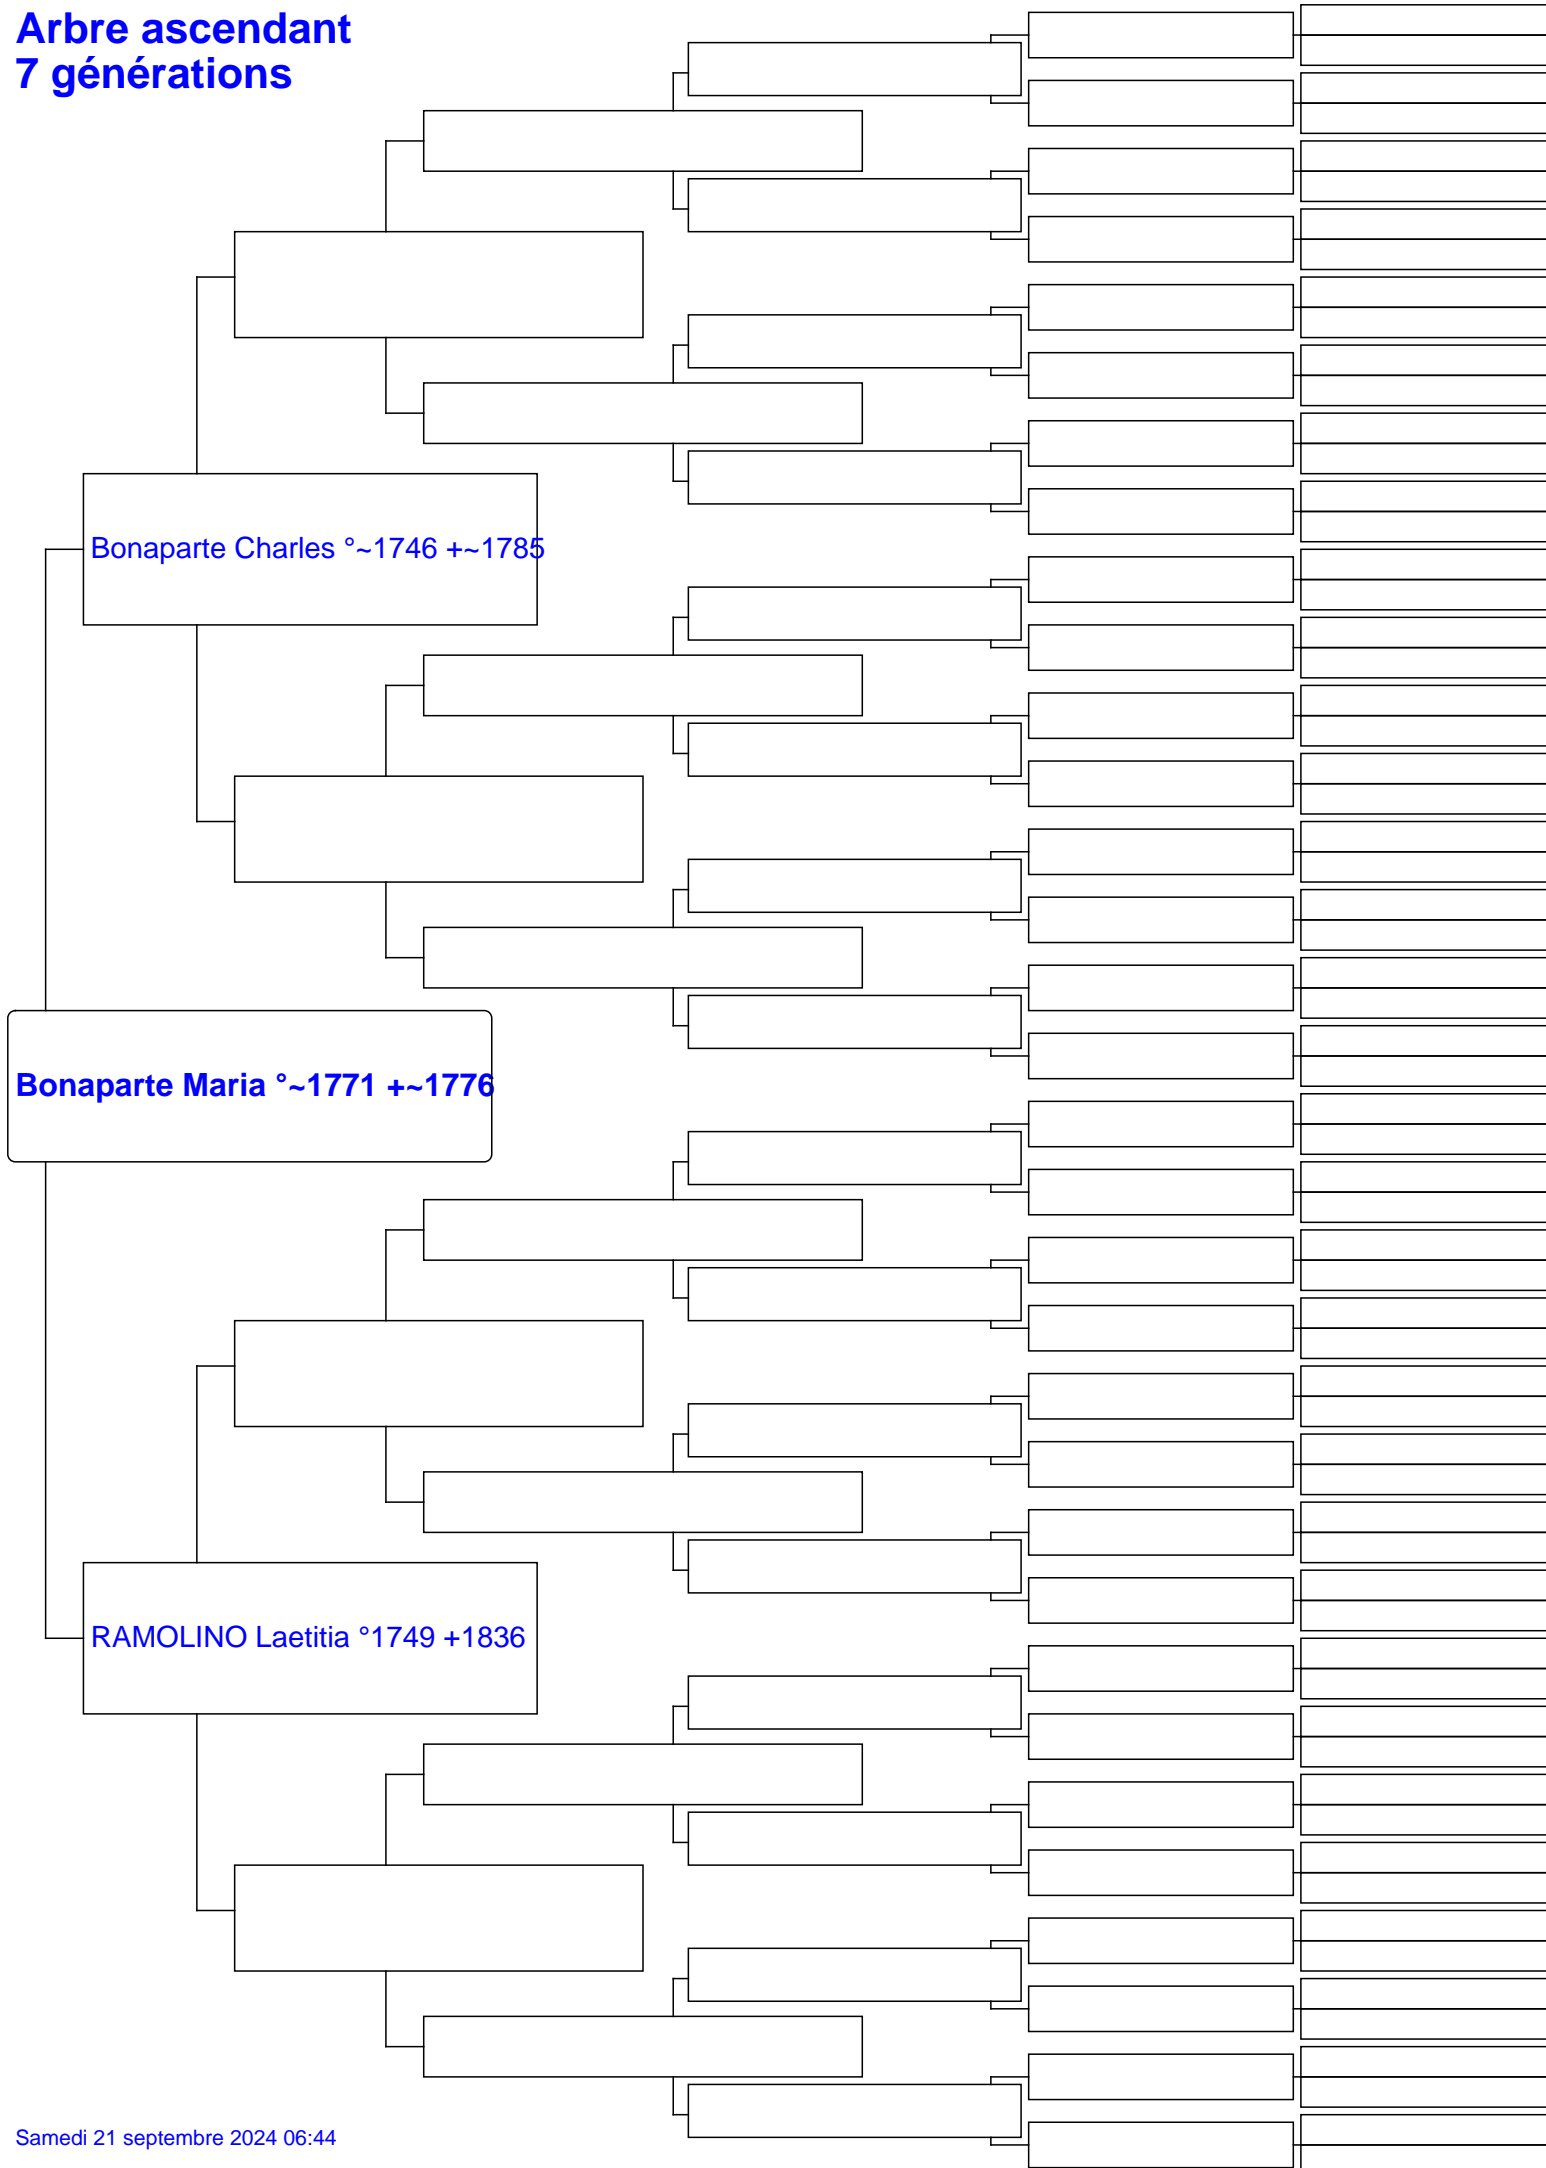 Arbre ascendant
7 générations
Bonaparte Charles °~1746 +~1785
Bonaparte Maria °~1771 +~1776
RAMOLINO Laetitia °1749 +1836
Samedi 21 septembre 2024 06:44